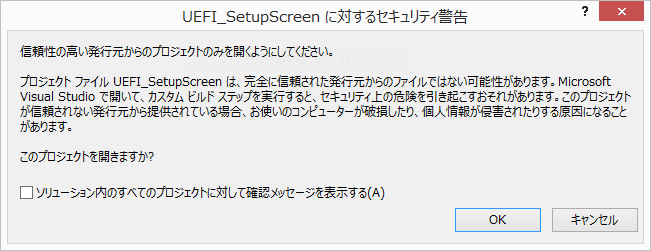 UEFI_SetupScreen に対するセキュリティ警告
信頼性の高い発行元からのプロジェクトのみを開くようにしてください。
プロジェクト ファイル UEFI_SetupScreen は、完全に信頼された発行元からのファイルではない可能性があります。Microsoft
Visual Studio で開いて、カスタム ビルド ステップを実行すると、セキュリティ上の危険を引き起こすおそれがあります。このプロジェクト
が信頼されない発行元から提供されている場合、お使いのコンピューターが破損したり、個人情報が侵害されたりする原因になること
があります。
このプロジェクトを開きますか?
ソリューション内のすべてのプロジェクトに対して確認メッセージを表示する(A)
OK
キャンセル